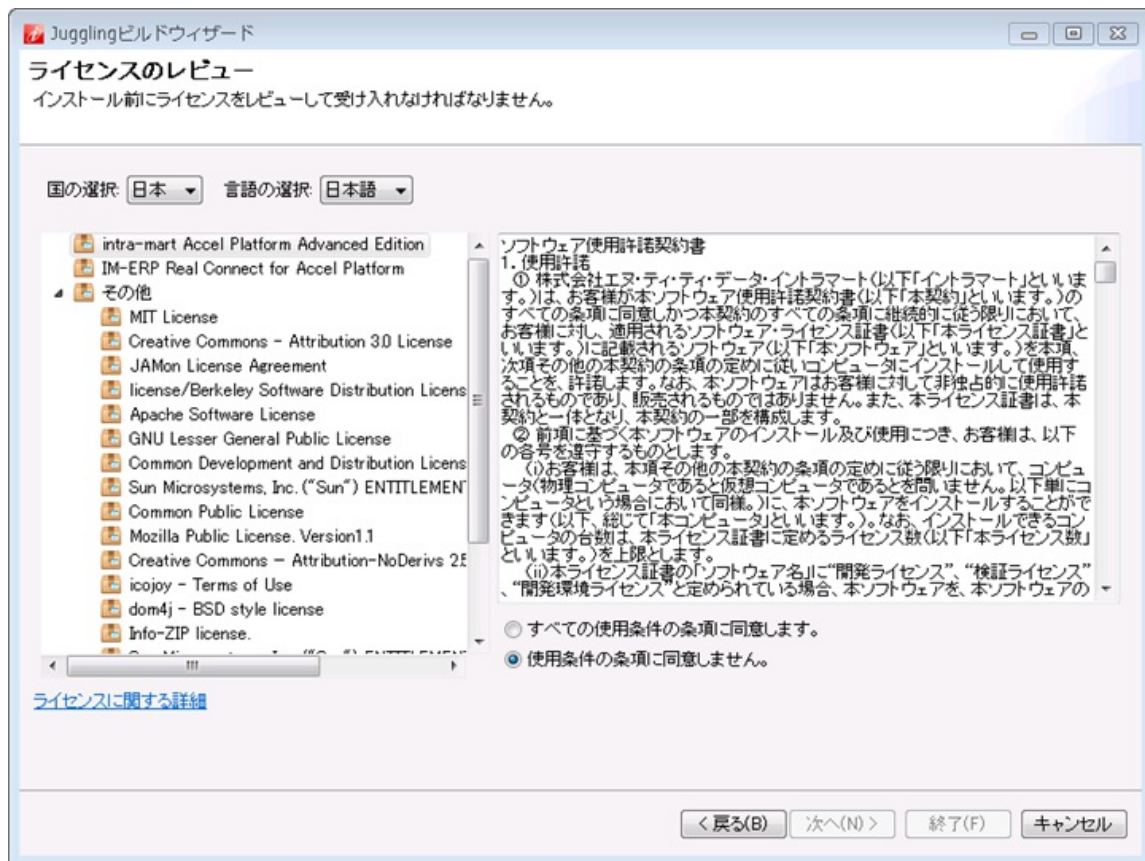 Jugglingビルドウィザード
ライセンスのレビュー
インストール前にライセンスをレビューして受け入れなければなりません。
国の選択: 日本 言語の選択: 日本語
intra-mart Accel Platform Advanced Edition
IM-ERP Real Connect for Accel Platform
その他
MIT License
Creative Commons - Attribution 3.0 License
JAMon License Agreement
license/Berkeley Software Distribution Licens
Apache Software License
GNU Lesser General Public License
Common Development and Distribution Licens
Sun Microsystems, Inc. ("Sun") ENTITLEMEN
Common Public License
Mozilla Public License. Version1.1
Creative Commons — Attribution-NoDerivs 2.5
icojoy - Terms of Use
dom4j - BSD style license
Info-ZIP license.
ソフトウェア使用許諾契約書
1. 使用許諾
① 株式会社エヌ・ティ・ティ・データ・イントラマート(以下「イントラマート」といいま
す。)は、お客様が本ソフトウェア使用許諾契約書(以下「本契約」といいます。)の
すべての条項に同意しかつ本契約のすべての条項に継続的に従う限りにおいて、
お客様に対し、適用されるソフトウェア・ライセンス証書(以下「本ライセンス証書」と
いいます。)に記載されるソフトウェア(以下「本ソフトウェア」といいます。)を本項、
次項その他の本契約の条項の定めに従いコンピュータにインストールして使用す
ることを、許諾します。なお、本ソフトウェアはお客様に対して非独占的に使用許諾
されるものであり、販売されるものではありません。また、本ライセンス証書は、本
契約と一体となり、本契約の一部を構成します。
② 前項に基づく本ソフトウェアのインストール及び使用につき、お客様は、以下
の各号を遵守するものとします。
(i)お客様は、本項その他の本契約の条項の定めに従う限りにおいて、コンピュ
ータ(物理コンピュータであると仮想コンピュータであるとを問いません。以下単にコ
ンピュータという場合において同様。)に、本ソフトウェアをインストールすることがで
きます(以下、総じて「本コンピュータ」といいます。)。なお、インストールできるコン
ピュータの台数は、本ライセンス証書に定めるライセンス数(以下「本ライセンス数」
といいます。)を上限とします。
(ii)本ライセンス証書の「ソフトウェア名」に“開発ライセンス”、“検証ライセンス”
、“開発環境ライセンス”と定められている場合、本ソフトウェアを、本ソフトウェアの
すべての使用条件の条項に同意します。
使用条件の条項に同意しません。
ライセンスに関する詳細
< 戻る(B) 次へ(N) > 終了(F) キャンセル